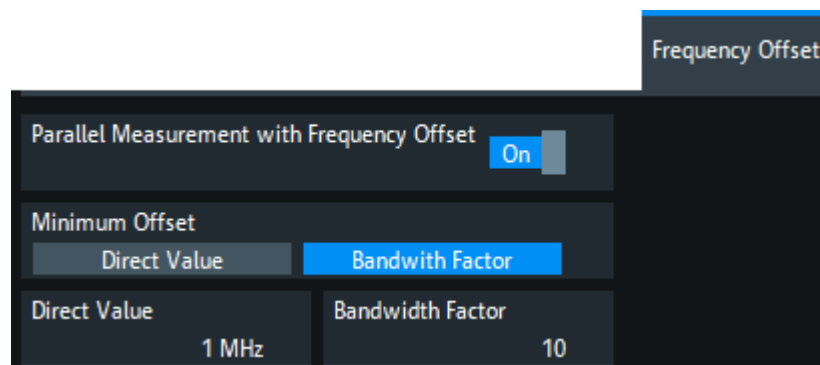 Frequency Offset
Parallel Measurement with Frequency Offset
On
Minimum Offset
Direct Value Bandwith Factor
Direct Value Bandwidth Factor
1 MHz 10